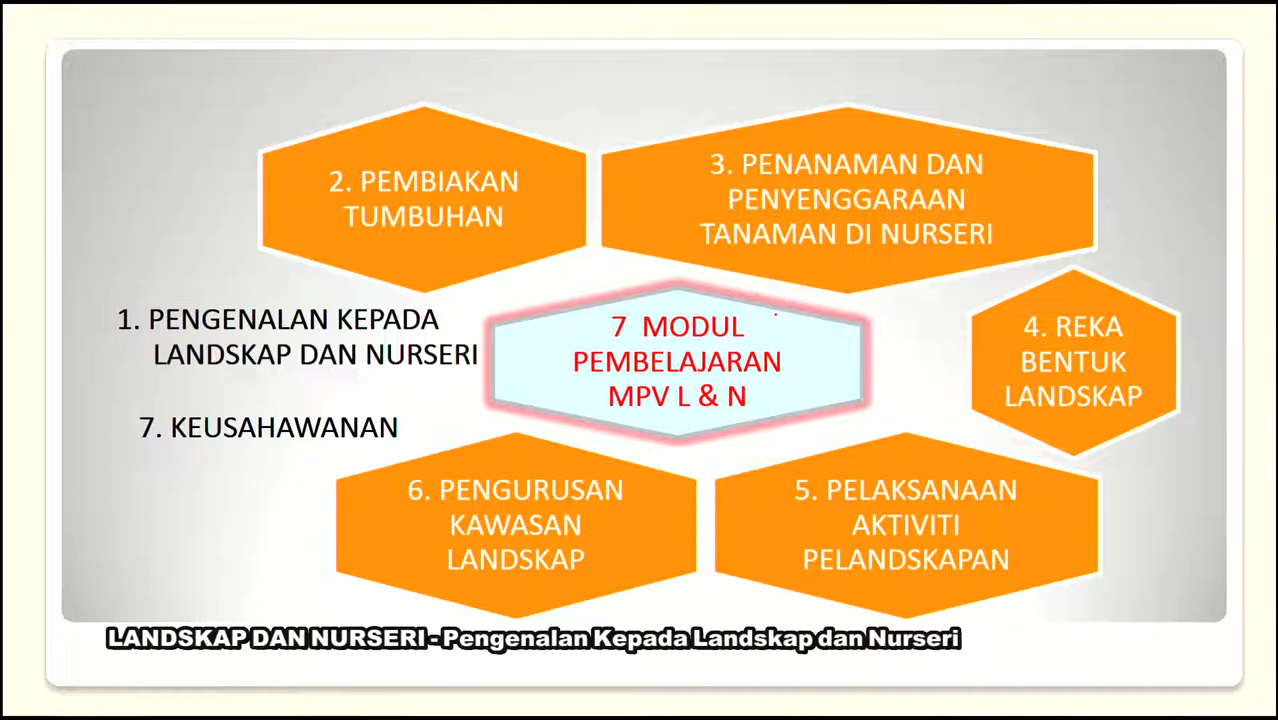 2. PEMBIAKAN
TUMBUHAN
3. PENANAMAN DAN
PENYENGGARAAN
TANAMAN DI NURSERI
1. PENGENALAN KEPADA
LANDSKAP DAN NURSERI
7 MODUL
PEMBELAJARAN
MPV L & N
4. REKA
BENTUK
LANDSKAP
7. KEUSAHAWANAN
6. PENGURUSAN
KAWASAN
LANDSKAP
5. PELAKSANAAN
AKTIVITI
PELANDSKAPAN
LANDSKAP DAN NURSERI - Pengenalan Kepada Landskap dan Nurseri